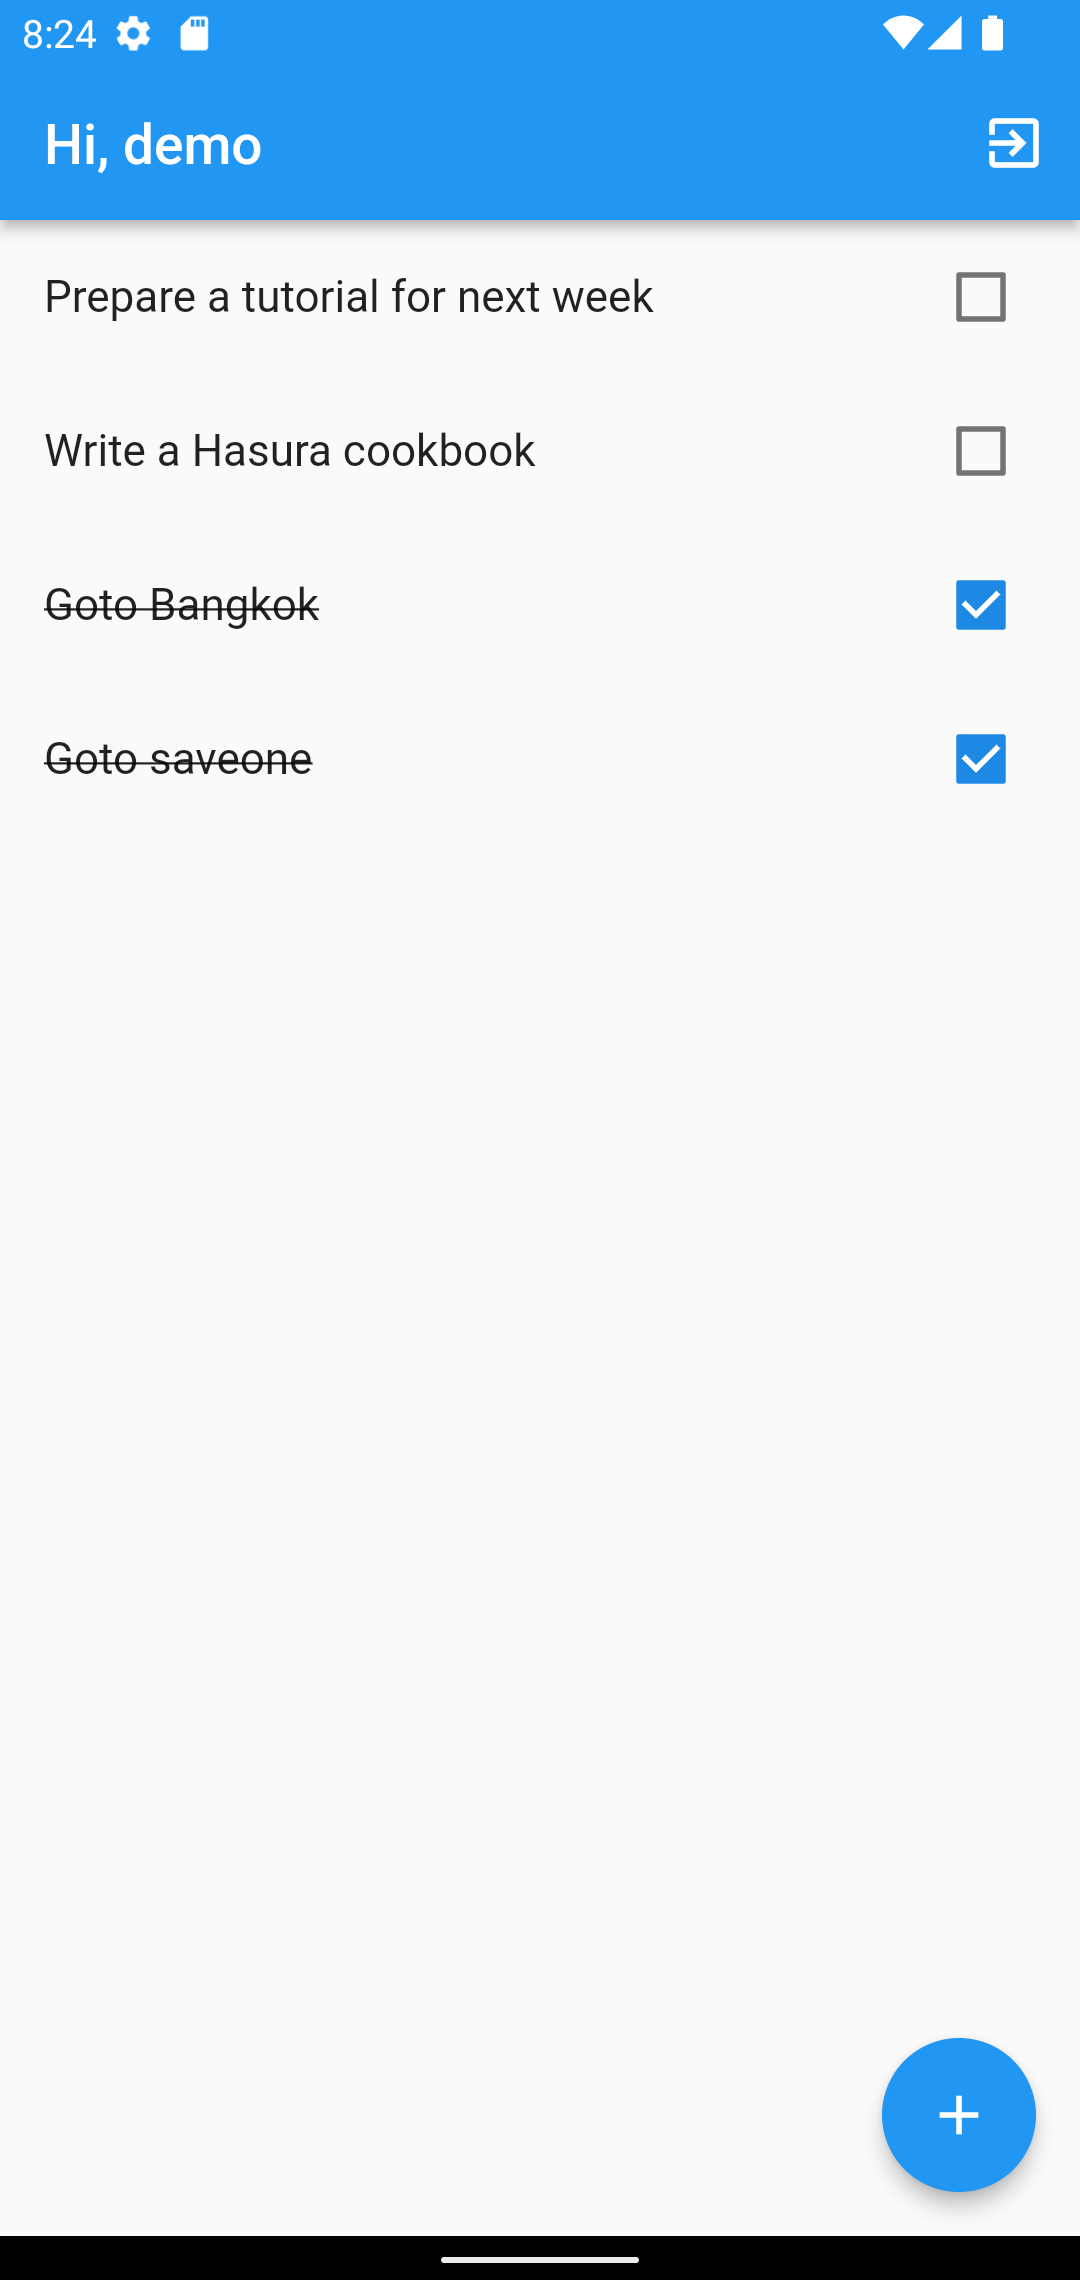 8:24
Hi, demo
Prepare a tutorial for next week
Write a Hasura cookbook
Goto Bangkok
Goto saveone